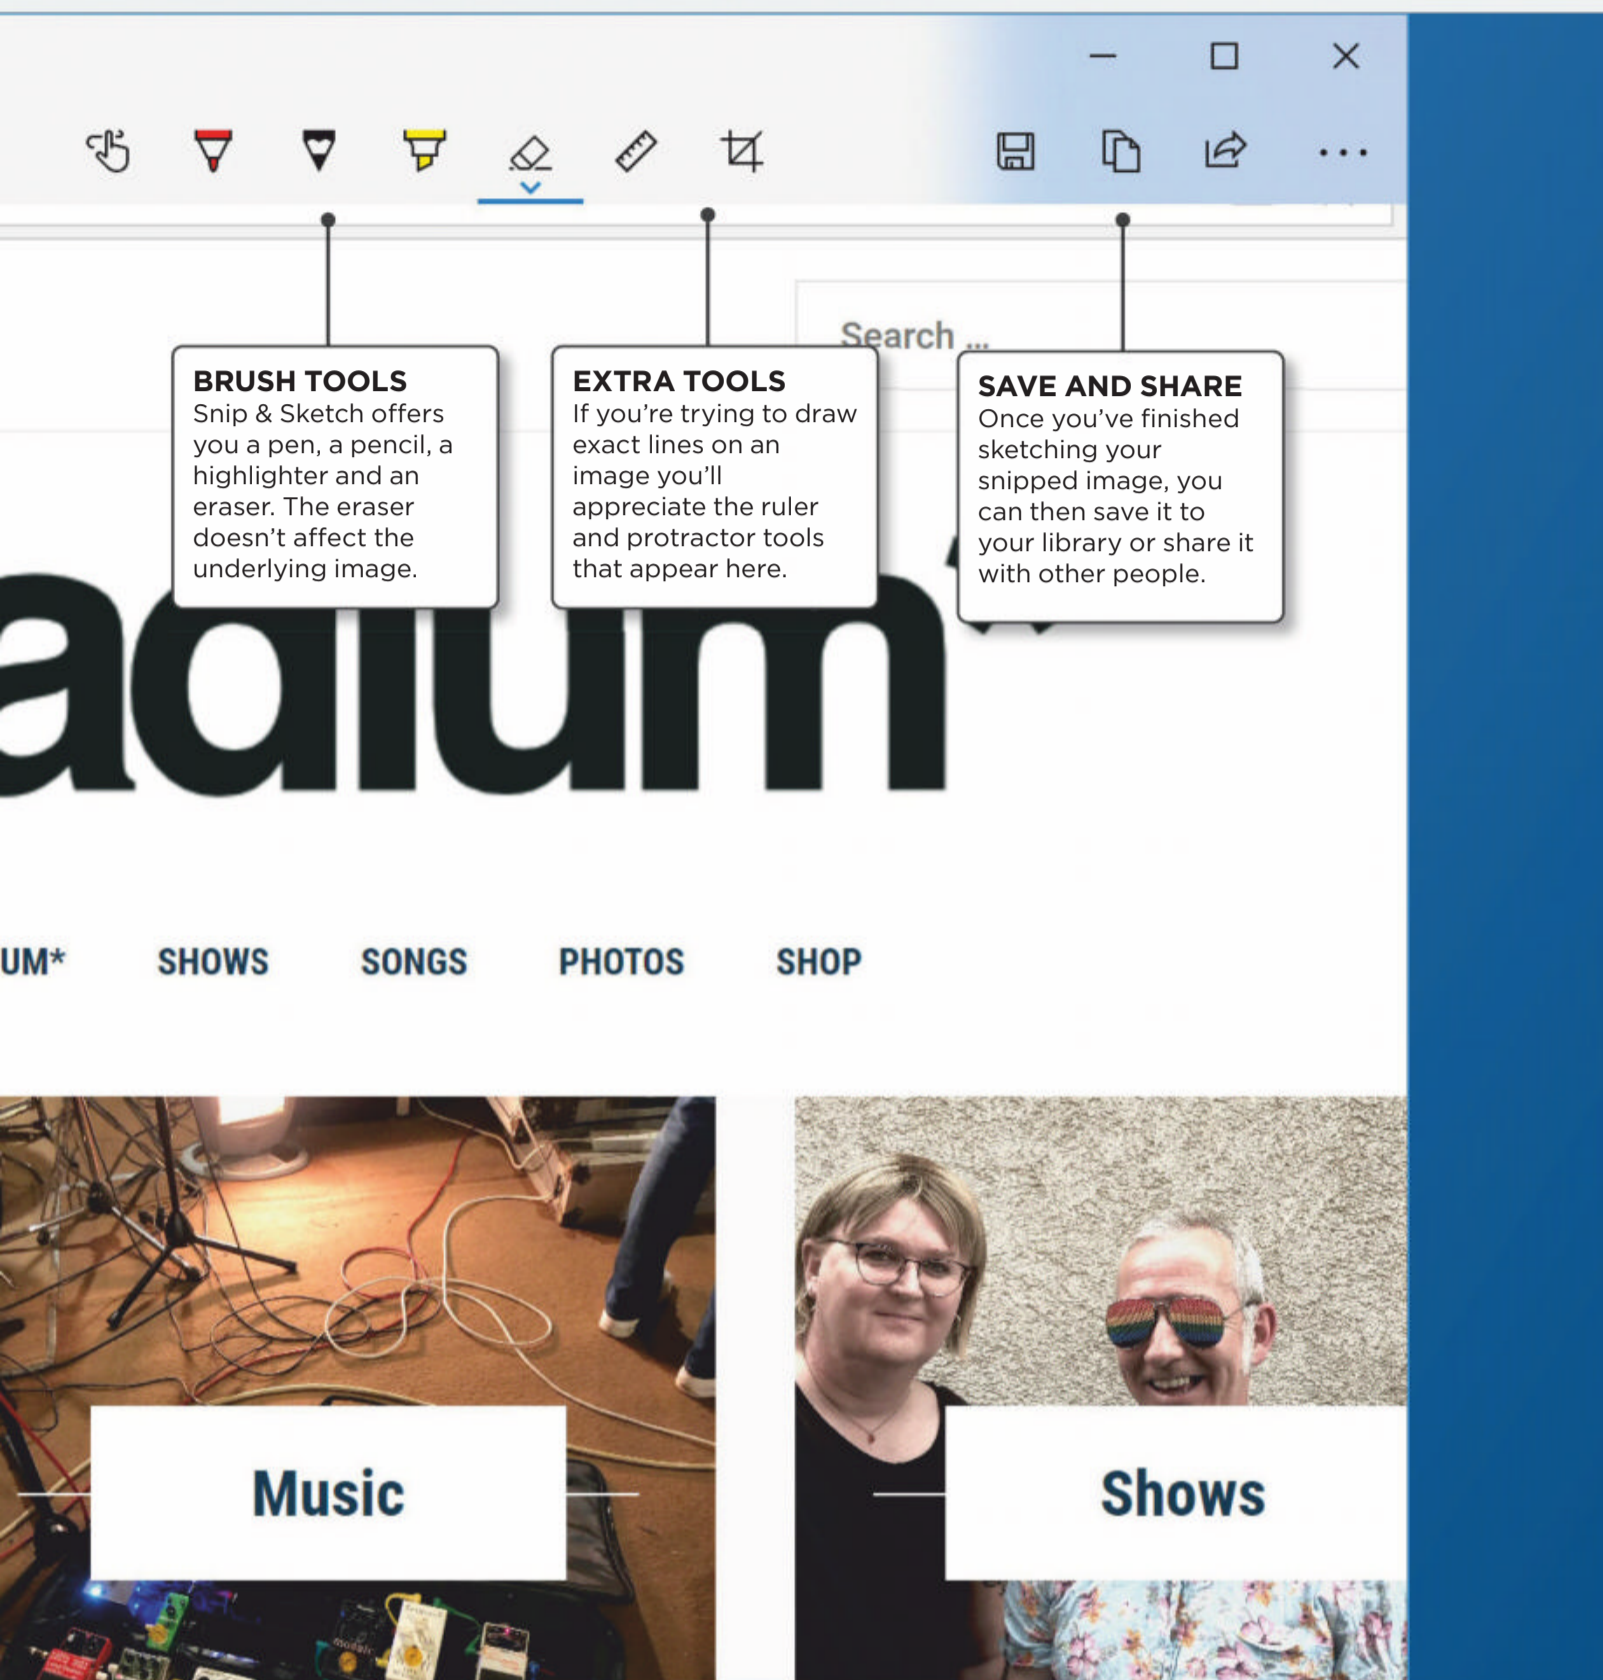 Search ...
BRUSH TOOLS
Snip & Sketch offers
you a pen, a pencil, a
highlighter and an
eraser. The eraser
doesn't affect the
underlying image.
EXTRA TOOLS
If you're trying to draw
exact lines on an
image you'll
appreciate the ruler
and protractor tools
that appear here.
SAVE AND SHARE
Once you've finished
sketching your
snipped image, you
can then save it to
your library or share it
with other people.
adium*
UM* SHOWS SONGS PHOTOS SHOP
Music
Shows